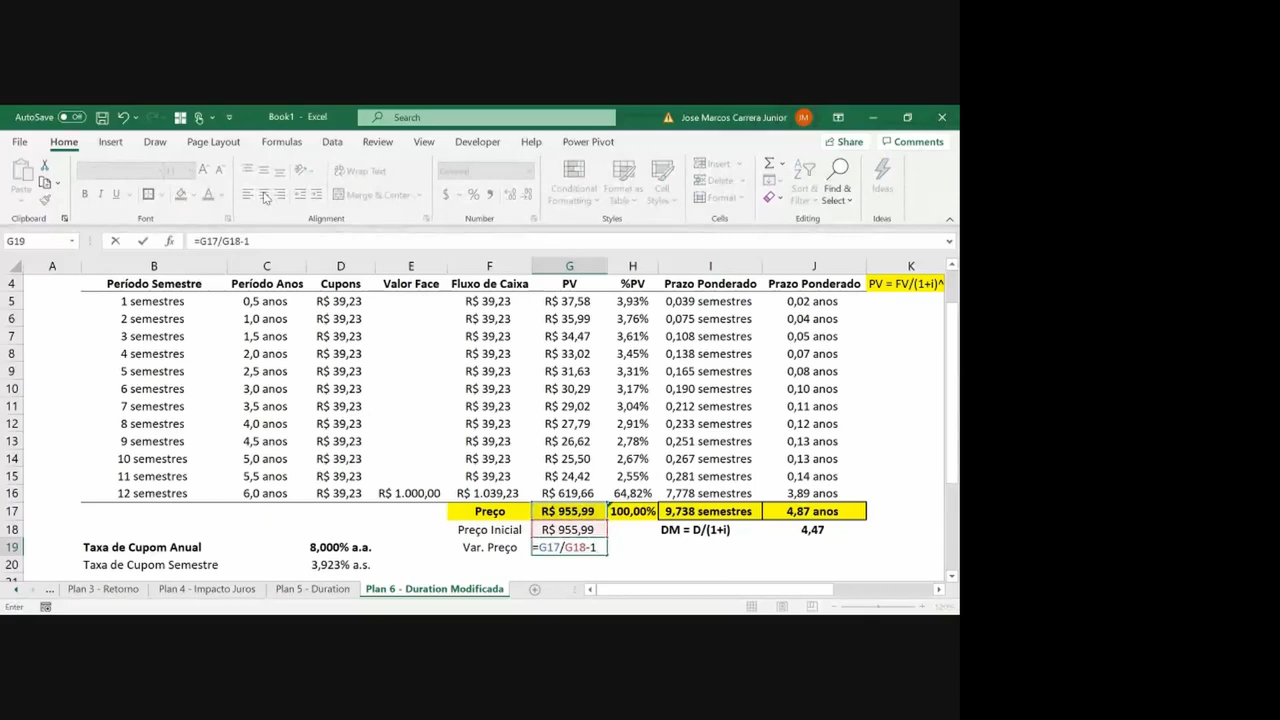 AutoSave Off Book1 - Excel Search Jose Marcos Carrera Junior JM
File Home Insert Draw Page Layout Formulas Data Review View Developer Help Power Pivot Share Comments
Paste B I U Wrap Text Merge & Center General $ % Conditional Formatting Format as Table Cell Styles Insert Delete Format Sort & Filter Find & Select Ideas
Clipboard Font Alignment Number Styles Cells Editing Ideas
G19 fx =G17/G18-1
A B C D E F G H I J K
4 Período Semestre Período Anos Cupons Valor Face Fluxo de Caixa PV %PV Prazo Ponderado Prazo Ponderado PV = FV/(1+i)^
5 1 semestres 0,5 anos R$ 39,23 R$ 39,23 R$ 37,58 3,93% 0,039 semestres 0,02 anos
6 2 semestres 1,0 anos R$ 39,23 R$ 39,23 R$ 35,99 3,76% 0,075 semestres 0,04 anos
7 3 semestres 1,5 anos R$ 39,23 R$ 39,23 R$ 34,47 3,61% 0,108 semestres 0,05 anos
8 4 semestres 2,0 anos R$ 39,23 R$ 39,23 R$ 33,02 3,45% 0,138 semestres 0,07 anos
9 5 semestres 2,5 anos R$ 39,23 R$ 39,23 R$ 31,63 3,31% 0,165 semestres 0,08 anos
10 6 semestres 3,0 anos R$ 39,23 R$ 39,23 R$ 30,29 3,17% 0,190 semestres 0,10 anos
11 7 semestres 3,5 anos R$ 39,23 R$ 39,23 R$ 29,02 3,04% 0,212 semestres 0,11 anos
12 8 semestres 4,0 anos R$ 39,23 R$ 39,23 R$ 27,79 2,91% 0,233 semestres 0,12 anos
13 9 semestres 4,5 anos R$ 39,23 R$ 39,23 R$ 26,62 2,78% 0,251 semestres 0,13 anos
14 10 semestres 5,0 anos R$ 39,23 R$ 39,23 R$ 25,50 2,67% 0,267 semestres 0,13 anos
15 11 semestres 5,5 anos R$ 39,23 R$ 39,23 R$ 24,42 2,55% 0,281 semestres 0,14 anos
16 12 semestres 6,0 anos R$ 39,23 R$ 1.000,00 R$ 1.039,23 R$ 619,66 64,82% 7,778 semestres 3,89 anos
17 Preço R$ 955,99 100,00% 9,738 semestres 4,87 anos
18 Preço Inicial R$ 955,99 DM = D/(1+i) 4,47
19 Taxa de Cupom Anual 8,000% a.a. Var. Preço =G17/G18-1
20 Taxa de Cupom Semestre 3,923% a.s.
... Plan 3 - Retorno Plan 4 - Impacto Juros Plan 5 - Duration Plan 6 - Duration Modificada
Enter